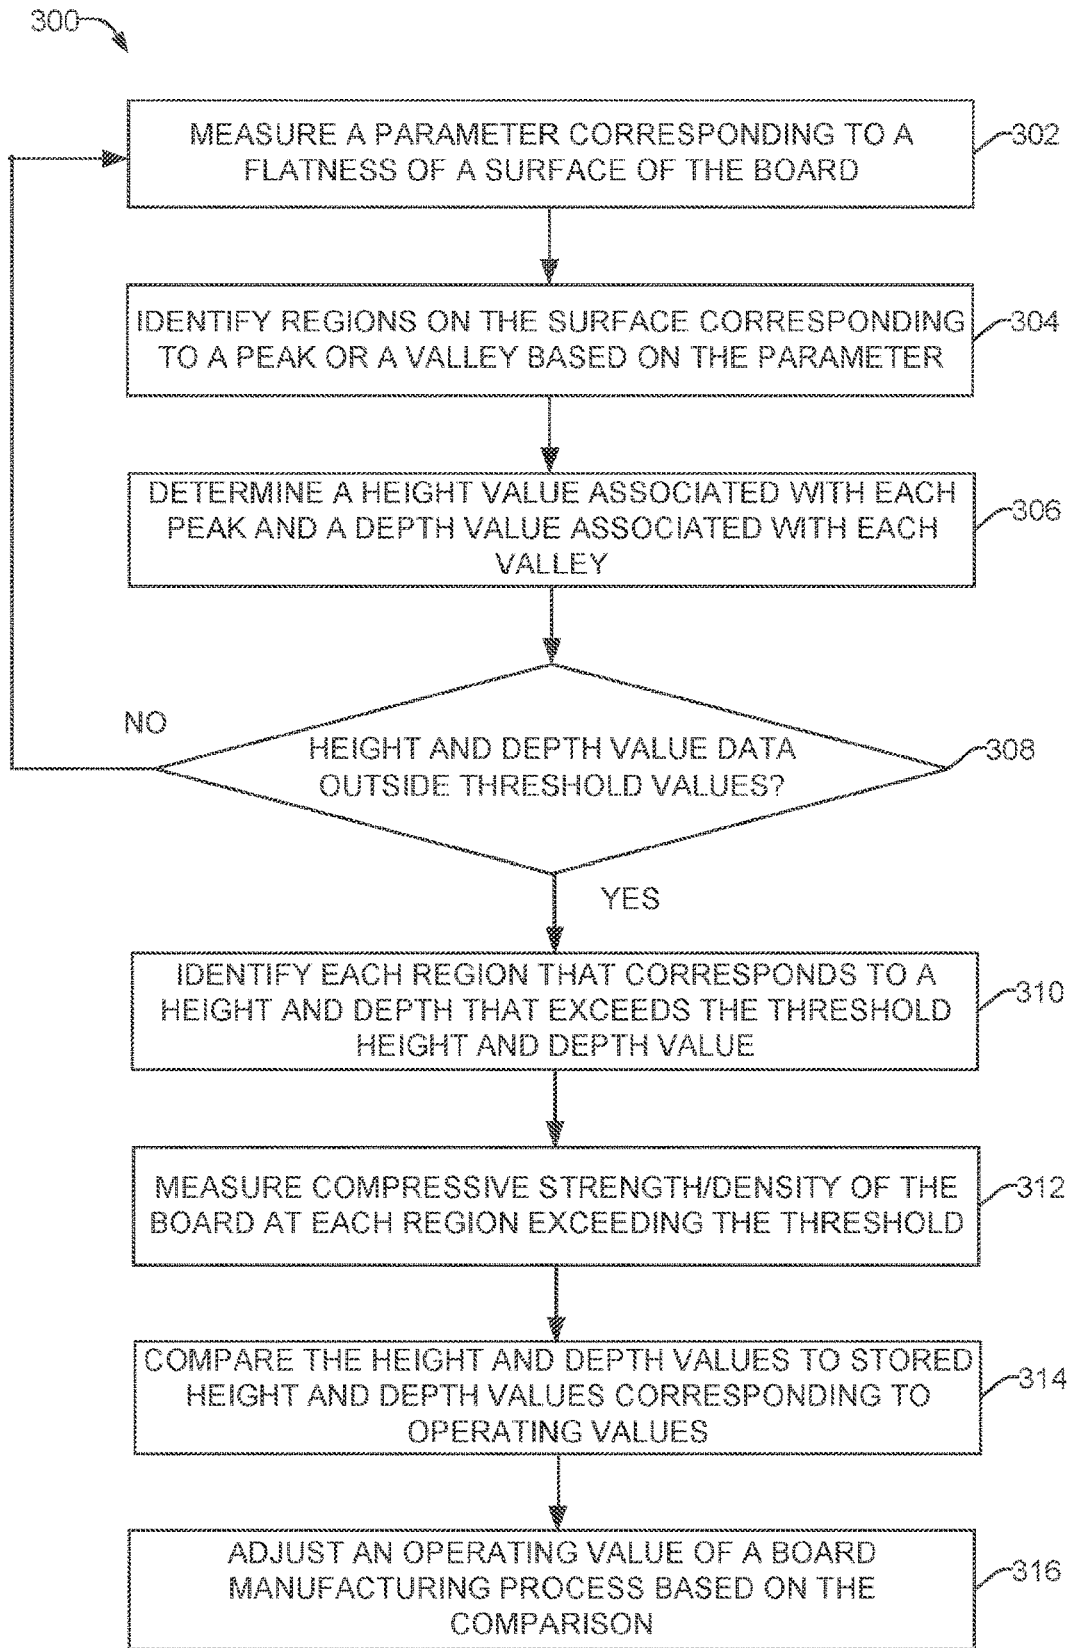 300
MEASURE A PARAMETER CORRESPONDING TO A
FLATNESS OF A SURFACE OF THE BOARD
302
IDENTIFY REGIONS ON THE SURFACE CORRESPONDING
TO A PEAK OR A VALLEY BASED ON THE PARAMETER
304
DETERMINE A HEIGHT VALUE ASSOCIATED WITH EACH
PEAK AND A DEPTH VALUE ASSOCIATED WITH EACH
VALLEY
306
NO
HEIGHT AND DEPTH VALUE DATA
OUTSIDE THRESHOLD VALUES?
308
YES
IDENTIFY EACH REGION THAT CORRESPONDS TO A
HEIGHT AND DEPTH THAT EXCEEDS THE THRESHOLD
HEIGHT AND DEPTH VALUE
310
MEASURE COMPRESSIVE STRENGTH/DENSITY OF THE
BOARD AT EACH REGION EXCEEDING THE THRESHOLD
312
COMPARE THE HEIGHT AND DEPTH VALUES TO STORED
HEIGHT AND DEPTH VALUES CORRESPONDING TO
OPERATING VALUES
314
ADJUST AN OPERATING VALUE OF A BOARD
MANUFACTURING PROCESS BASED ON THE
COMPARISON
316